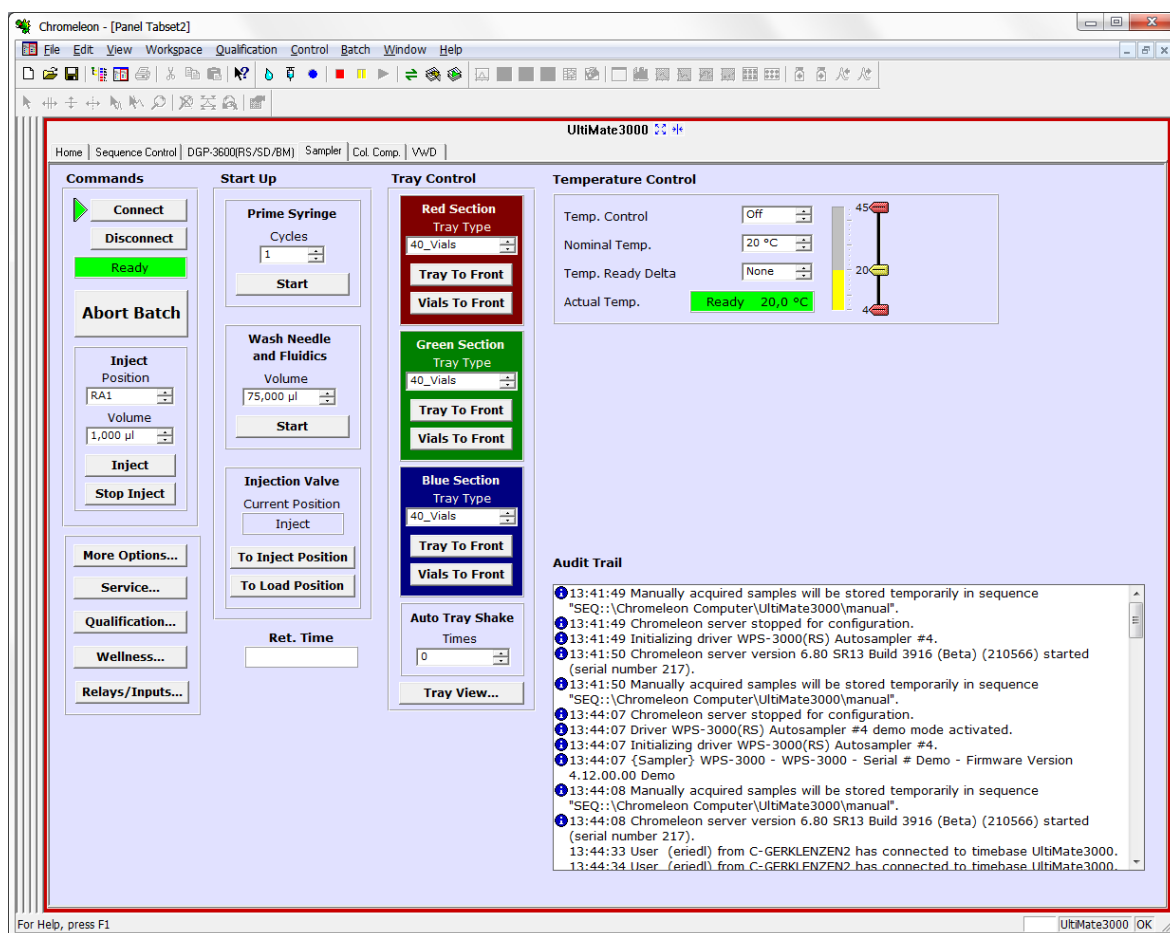 Chromeleon - [Panel Tabset2]
File Edit View Workspace Qualification Control Batch Window Help
UltiMate3000
Home Sequence Control DGP-3600(RS/SD/BM) Sampler Col. Comp. VWD
Commands
Connect
Disconnect
Ready
Abort Batch
Inject
Position
RA1
Volume
1,000 µl
Inject
Stop Inject
More Options...
Service...
Qualification...
Wellness...
Relays/Inputs...
Start Up
Prime Syringe
Cycles
1
Start
Wash Needle
and Fluidics
Volume
75,000 µl
Start
Injection Valve
Current Position
Inject
To Inject Position
To Load Position
Ret. Time
Tray Control
Red Section
Tray Type
40_Vials
Tray To Front
Vials To Front
Green Section
Tray Type
40_Vials
Tray To Front
Vials To Front
Blue Section
Tray Type
40_Vials
Tray To Front
Vials To Front
Auto Tray Shake
Times
0
Tray View...
Temperature Control
Temp. Control Off
Nominal Temp. 20 °C
Temp. Ready Delta None
Actual Temp. Ready 20,0 °C
45
20
4
Audit Trail
13:41:49 Manually acquired samples will be stored temporarily in sequence
"SEQ::\Chromeleon Computer\UltiMate3000\manual".
13:41:49 Chromeleon server stopped for configuration.
13:41:49 Initializing driver WPS-3000(RS) Autosampler #4.
13:41:50 Chromeleon server version 6.80 SR13 Build 3916 (Beta) (210566) started
(serial number 217).
13:41:50 Manually acquired samples will be stored temporarily in sequence
"SEQ::\Chromeleon Computer\UltiMate3000\manual".
13:44:07 Chromeleon server stopped for configuration.
13:44:07 Driver WPS-3000(RS) Autosampler #4 demo mode activated.
13:44:07 Initializing driver WPS-3000(RS) Autosampler #4.
13:44:07 {Sampler} WPS-3000 - WPS-3000 - Serial # Demo - Firmware Version
4.12.00.00 Demo
13:44:08 Manually acquired samples will be stored temporarily in sequence
"SEQ::\Chromeleon Computer\UltiMate3000\manual".
13:44:08 Chromeleon server version 6.80 SR13 Build 3916 (Beta) (210566) started
(serial number 217).
13:44:33 User (eriedl) from C-GERKLENZEN2 has connected to timebase UltiMate3000.
13:44:34 User (eriedl) from C-GERKLENZEN2 has connected to timebase UltiMate3000.
For Help, press F1
UltiMate3000 OK